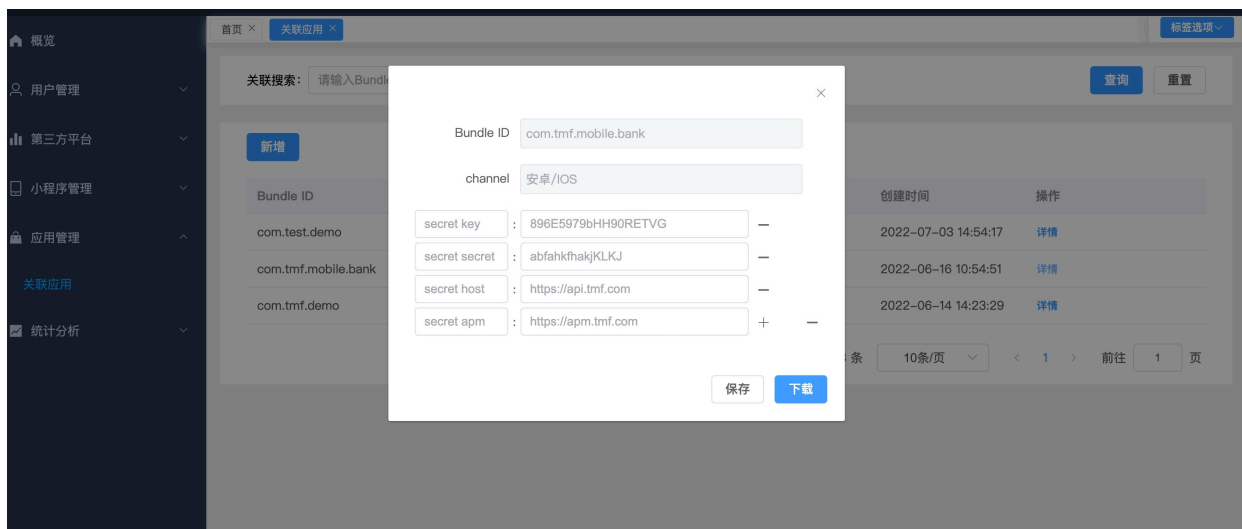 概览
用户管理
第三方平台
小程序管理
应用管理
关联应用
统计分析
首页 ×
关联应用 ×
标签选项
关联搜索： 请输入Bundle
查询 重置
新增
Bundle ID 创建时间 操作
com.test.demo 2022-07-03 14:54:17 详情
com.tmf.mobile.bank 2022-06-16 10:54:51 详情
com.tmf.demo 2022-06-14 14:23:29 详情
条 10条/页 < 1 > 前往 1 页
×
Bundle ID com.tmf.mobile.bank
channel 安卓/IOS
secret key : 896E5979bHH90RETVG —
secret secret : abfahkfhakjKLKJ —
secret host : https://api.tmf.com —
secret apm : https://apm.tmf.com + —
保存 下载